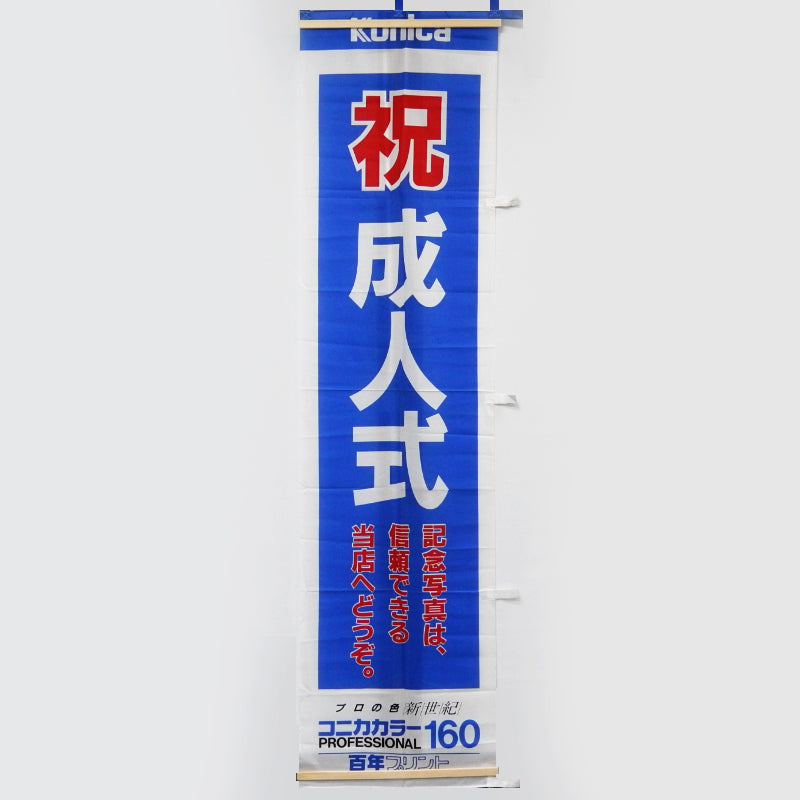 Konica
祝
成人式
記念写真は、
信頼できる
当店へどうぞ。
プロの色 新世紀
コニカカラー
PROFESSIONAL 160
百年プリント